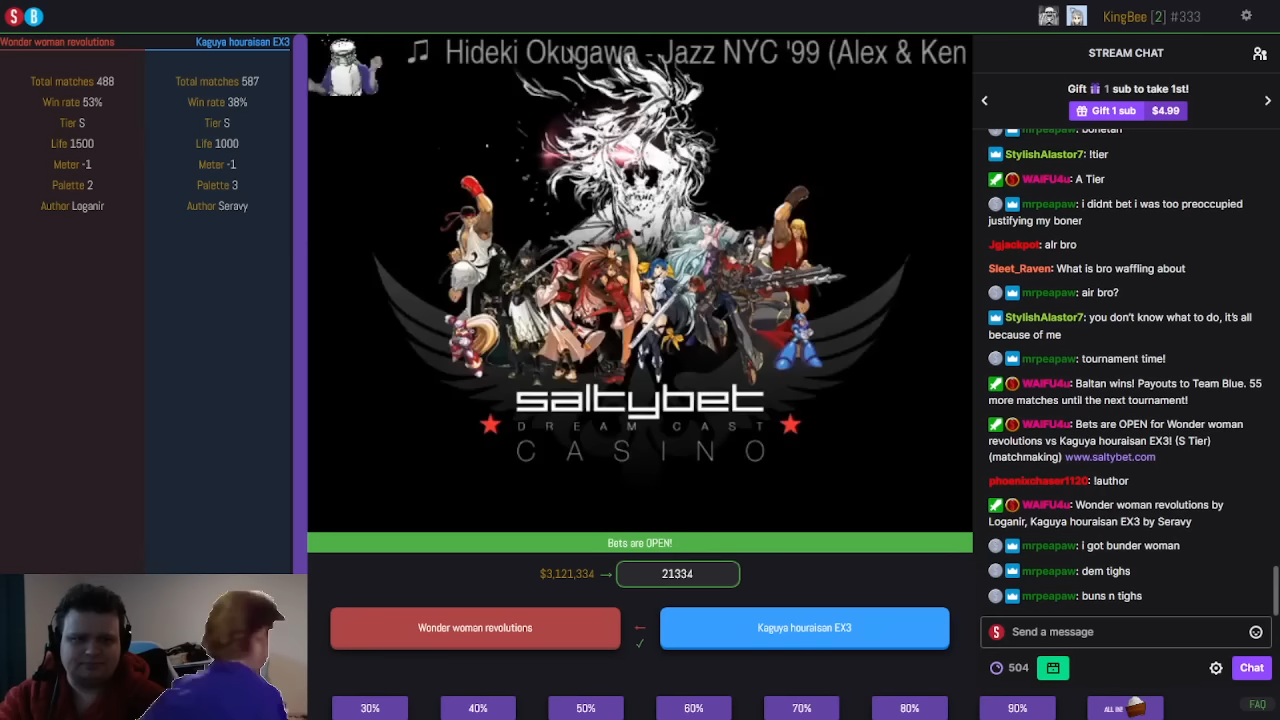 S B
KingBee [2] #333
Wonder woman revolutions
Kaguya houraisan EX3
Total matches 488
Total matches 587
Win rate 53%
Win rate 38%
Tier S
Tier S
Life 1500
Life 1000
Meter -1
Meter -1
Palette 2
Palette 3
Author Loganir
Author Seravy
♫ Hideki Okugawa - Jazz NYC '99 (Alex & Ken
saltybet
DREAM CAST
CASINO
Bets are OPEN!
$3,121,334 → 21334
Wonder woman revolutions
←
✓
Kaguya houraisan EX3
30%
40%
50%
60%
70%
80%
90%
ALL IN!
FAQ
STREAM CHAT
Gift 1 sub to take 1st!
Gift 1 sub $4.99
mrpeapaw: bonetah
StylishAlastor7: !tier
WAIFU4u: A Tier
mrpeapaw: i didnt bet i was too preoccupied
justifying my boner
Jgjackpot: air bro
Sleet_Raven: What is bro waffling about
mrpeapaw: air bro?
StylishAlastor7: you don't know what to do, it's all
because of me
mrpeapaw: tournament time!
WAIFU4u: Baltan wins! Payouts to Team Blue. 55
more matches until the next tournament!
WAIFU4u: Bets are OPEN for Wonder woman
revolutions vs Kaguya houraisan EX3! (S Tier)
(matchmaking) www.saltybet.com
phoenixchaser1120: !author
WAIFU4u: Wonder woman revolutions by
Loganir, Kaguya houraisan EX3 by Seravy
mrpeapaw: i got bunder woman
mrpeapaw: dem tighs
mrpeapaw: buns n tighs
S Send a message
504
Chat